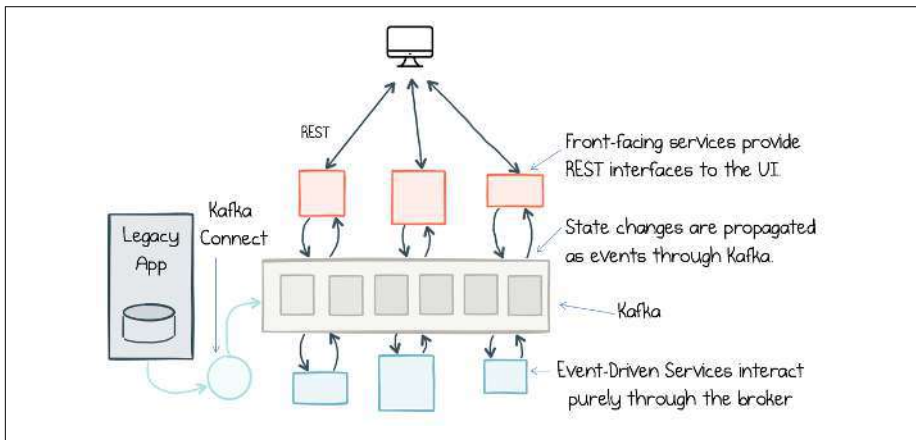 REST
Front-facing services provide
REST interfaces to the UI.
Kafka
Connect
Legacy
App
State changes are propagated
as events through Kafka.
Kafka
Event-Driven Services interact
purely through the broker